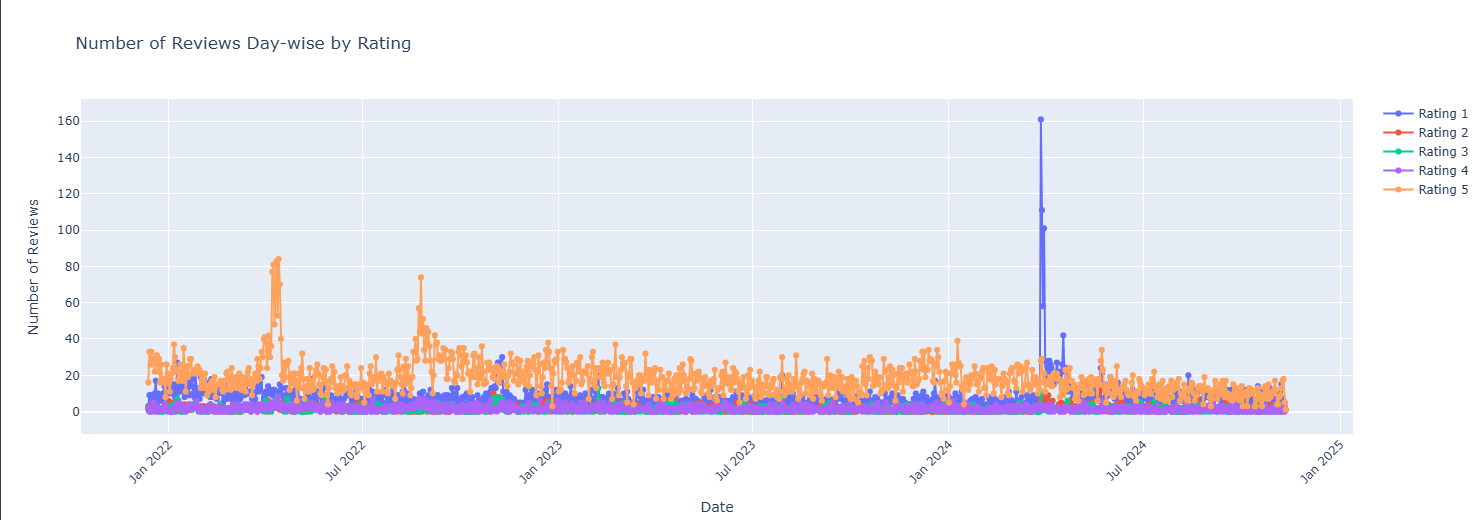 Number of Reviews Day-wise by Rating
Number of Reviews
160
140
120
100
80
60
40
20
0
Jan 2022
Jul 2022
Jan 2023
Jul 2023
Jan 2024
Jul 2024
Jan 2025
Date
Rating 1
Rating 2
Rating 3
Rating 4
Rating 5